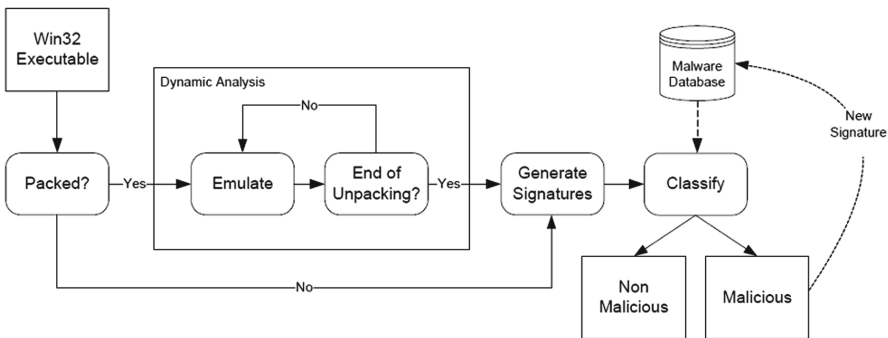 Win32
Executable
Dynamic Analysis
Malware
Database
New
Signature
No
Packed?
Yes
Emulate
End of
Unpacking?
Yes
Generate
Signatures
Classify
No
Non
Malicious
Malicious